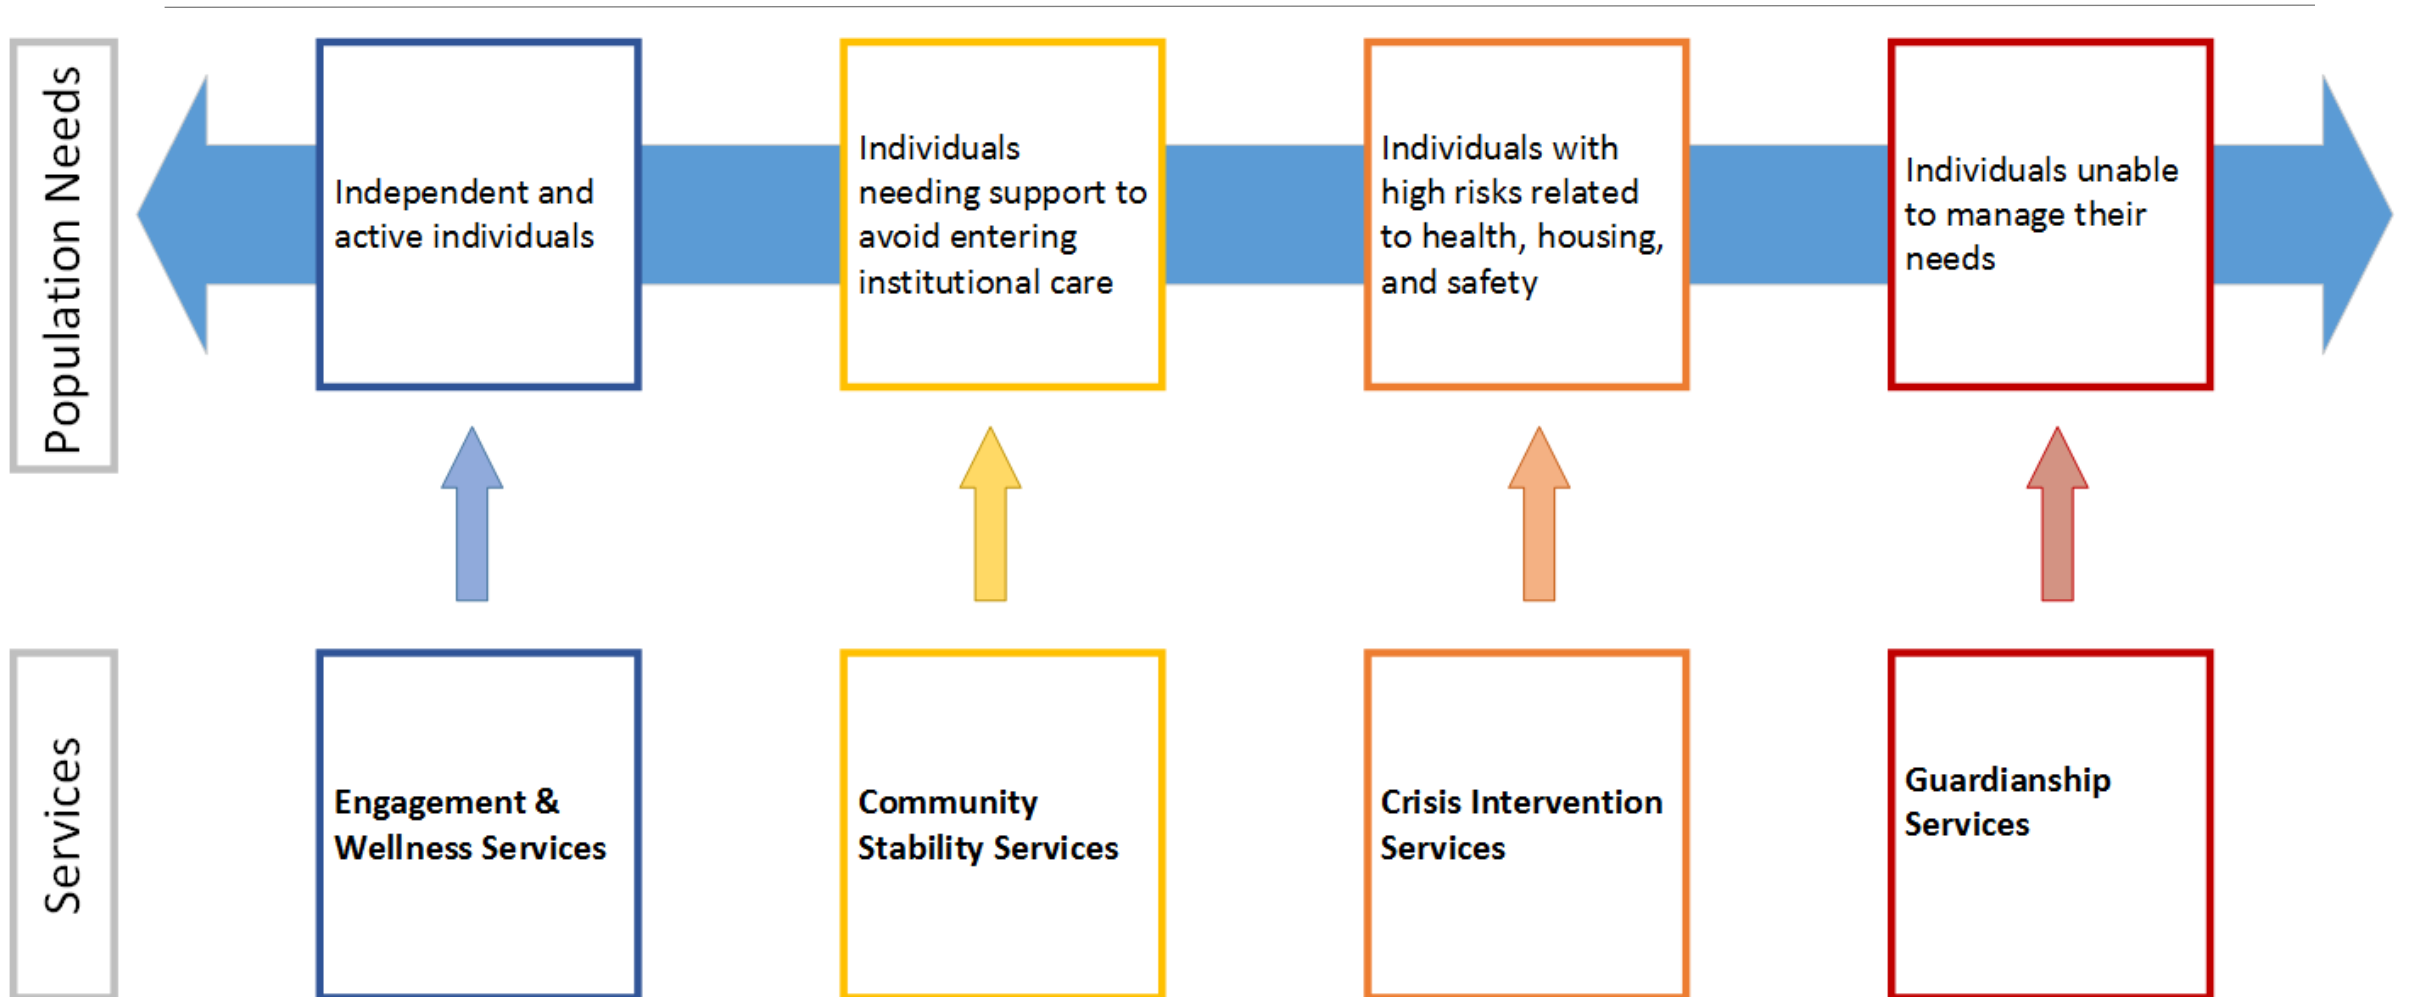 Population Needs
Independent and
active individuals
Individuals
needing support to
avoid entering
institutional care
Individuals with
high risks related
to health, housing,
and safety
Individuals unable
to manage their
needs
Services
Engagement &
Wellness Services
Community
Stability Services
Crisis Intervention
Services
Guardianship
Services